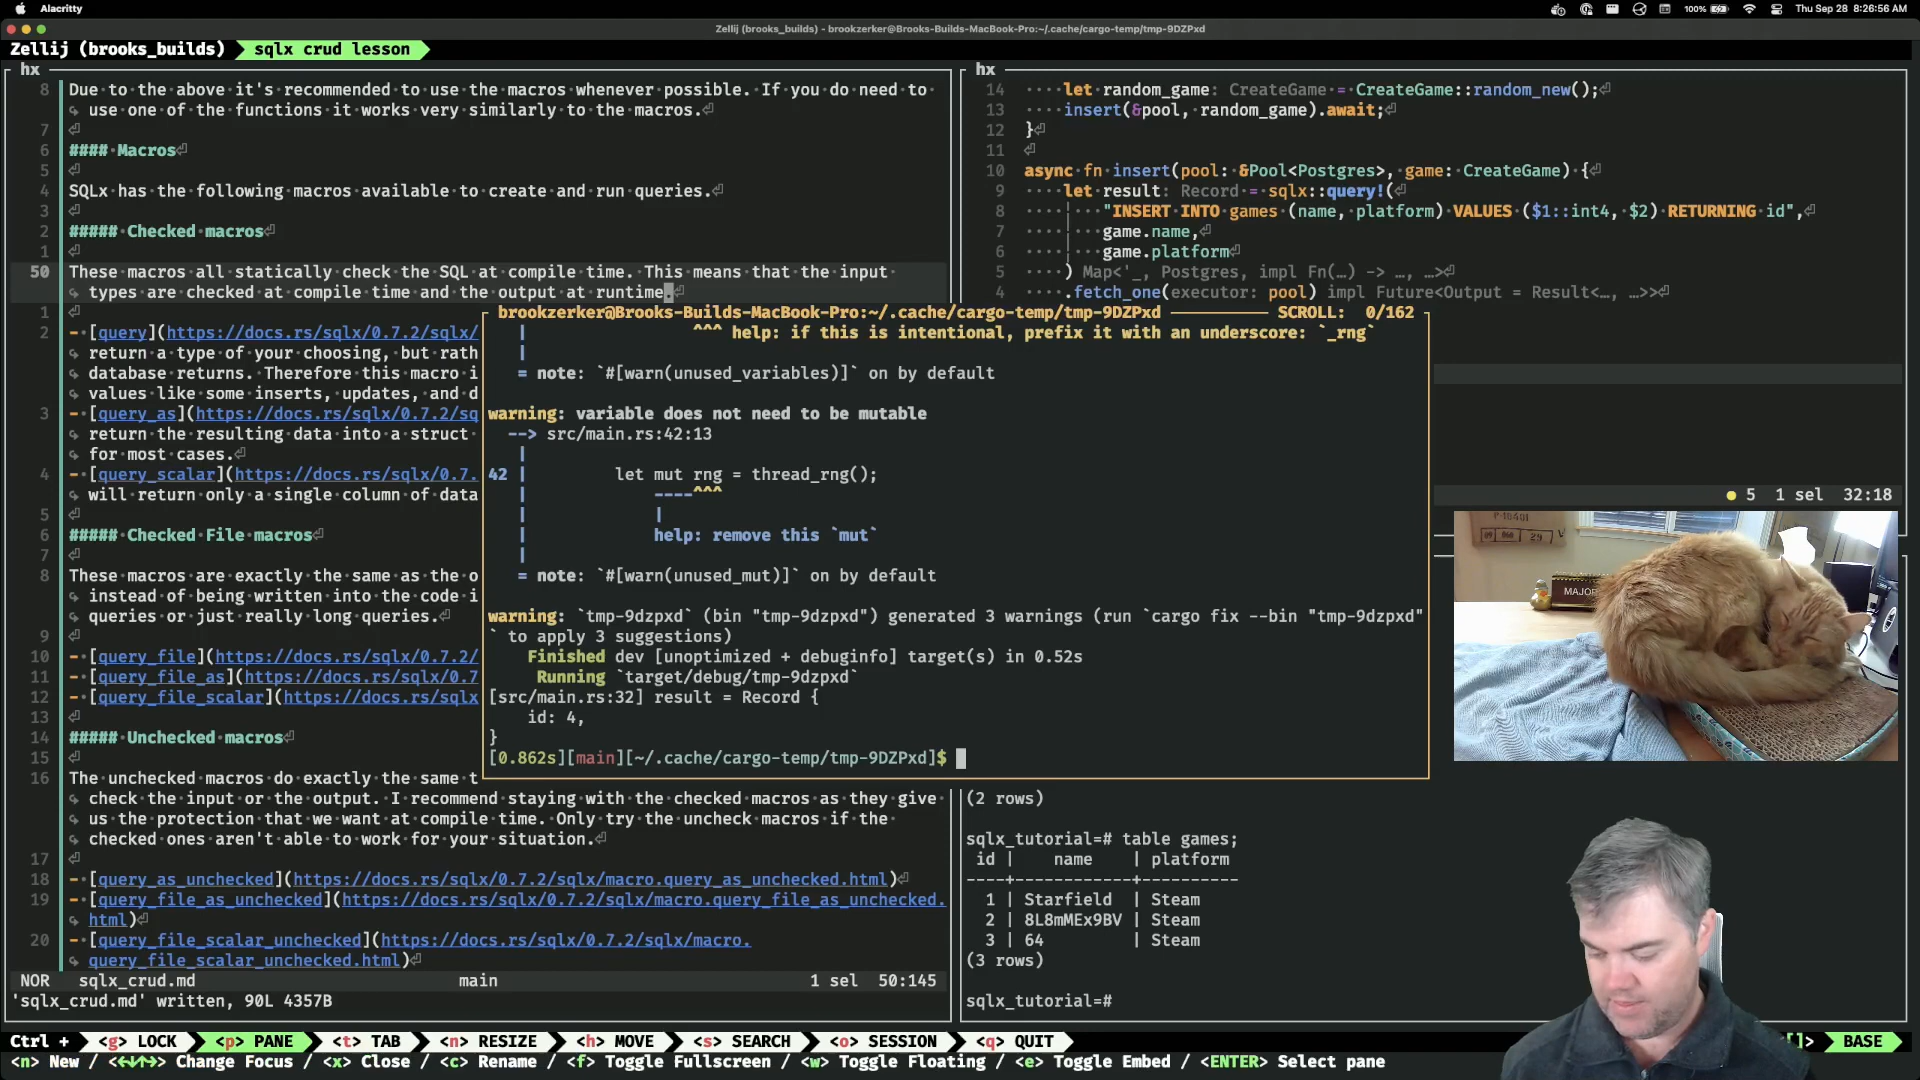 Alacritty
100%
Thu Sep 28 8:26:56 AM
Zellij (brooks_builds) - brookzerker@Brooks-Builds-MacBook-Pro:~/.cache/cargo-temp/tmp-9DZPxd
Zellij (brooks_builds) sqlx crud lesson
hx
8 Due·to·the·above·it's·recommended·to·use·the·macros·whenever·possible.·If·you·do·need·to·
↪ use·one·of·the·functions·it·works·very·similarly·to·the·macros.⏎
7 ⏎
6 ####·Macros⏎
5 ⏎
4 SQLx·has·the·following·macros·available·to·create·and·run·queries.⏎
3 ⏎
2 #####·Checked·macros⏎
1 ⏎
50 These·macros·all·statically·check·the·SQL·at·compile·time.·This·means·that·the·input·
↪ types·are·checked·at·compile·time·and·the·output·at·runtime.⏎
1 ⏎
2 -·[query](https://docs.rs/sqlx/0.7.2/sqlx/
↪ return·a·type·of·your·choosing,·but·rath
↪ database·returns.·Therefore·this·macro·i
↪ values·like·some·inserts,·updates,·and·d
3 -·[query_as](https://docs.rs/sqlx/0.7.2/sq
↪ return·the·resulting·data·into·a·struct·
↪ for·most·cases.⏎
4 -·[query_scalar](https://docs.rs/sqlx/0.7.
↪ will·return·only·a·single·column·of·data
5 ⏎
6 #####·Checked·File·macros⏎
7 ⏎
8 These·macros·are·exactly·the·same·as·the·o
↪ instead·of·being·written·into·the·code·i
↪ queries·or·just·really·long·queries.⏎
9 ⏎
10 -·[query_file](https://docs.rs/sqlx/0.7.2/
11 -·[query_file_as](https://docs.rs/sqlx/0.7
12 -·[query_file_scalar](https://docs.rs/sqlx
13 ⏎
14 #####·Unchecked·macros⏎
15 ⏎
16 The·unchecked·macros·do·exactly·the·same·t
↪ check·the·input·or·the·output.·I·recommend·staying·with·the·checked·macros·as·they·give·
↪ us·the·protection·that·we·want·at·compile·time.·Only·try·the·uncheck·macros·if·the·
↪ checked·ones·aren't·able·to·work·for·your·situation.⏎
17 ⏎
18 -·[query_as_unchecked](https://docs.rs/sqlx/0.7.2/sqlx/macro.query_as_unchecked.html)⏎
19 -·[query_file_as_unchecked](https://docs.rs/sqlx/0.7.2/sqlx/macro.query_file_as_unchecked.
↪ html)⏎
20 -·[query_file_scalar_unchecked](https://docs.rs/sqlx/0.7.2/sqlx/macro.
↪ query_file_scalar_unchecked.html)⏎
NOR sqlx_crud.md main 1 sel 50:145
'sqlx_crud.md' written, 90L 4357B
hx
14 ····let·random_game: CreateGame·=·CreateGame::random_new();⏎
13 ····insert(&pool,·random_game).await;⏎
12 }⏎
11 ⏎
10 async·fn·insert(pool:·&Pool<Postgres>,·game:·CreateGame)·{⏎
9 ····let·result: Record·=·sqlx::query!(⏎
8 ········"INSERT·INTO·games·(name,·platform)·VALUES·($1::int4,·$2)·RETURNING·id",⏎
7 ········game.name,⏎
6 ········game.platform⏎
5 ····) Map<'_, Postgres, impl Fn(…) -> …, …>⏎
4 ····.fetch_one(executor: pool) impl Future<Output = Result<…, …>>⏎
● 5 1 sel 32:18
brookzerker@Brooks-Builds-MacBook-Pro:~/.cache/cargo-temp/tmp-9DZPxd SCROLL: 0/162
| ^^^ help: if this is intentional, prefix it with an underscore: `_rng`
|
= note: `#[warn(unused_variables)]` on by default
warning: variable does not need to be mutable
--> src/main.rs:42:13
|
42 | let mut rng = thread_rng();
| ----^^^
| |
| help: remove this `mut`
|
= note: `#[warn(unused_mut)]` on by default
warning: `tmp-9dzpxd` (bin "tmp-9dzpxd") generated 3 warnings (run `cargo fix --bin "tmp-9dzpxd"
` to apply 3 suggestions)
Finished dev [unoptimized + debuginfo] target(s) in 0.52s
Running `target/debug/tmp-9dzpxd`
[src/main.rs:32] result = Record {
id: 4,
}
[0.862s][main][~/.cache/cargo-temp/tmp-9DZPxd]$
MAJOR
(2 rows)
sqlx_tutorial=# table games;
id | name | platform
----+------------+----------
1 | Starfield | Steam
2 | 8L8mMEx9BV | Steam
3 | 64 | Steam
(3 rows)
sqlx_tutorial=#
Ctrl + <g> LOCK <p> PANE <t> TAB <n> RESIZE <h> MOVE <s> SEARCH <o> SESSION <q> QUIT BASE
<n> New / <←↓↑→> Change Focus / <x> Close / <c> Rename / <f> Toggle Fullscreen / <w> Toggle Floating / <e> Toggle Embed / <ENTER> Select pane